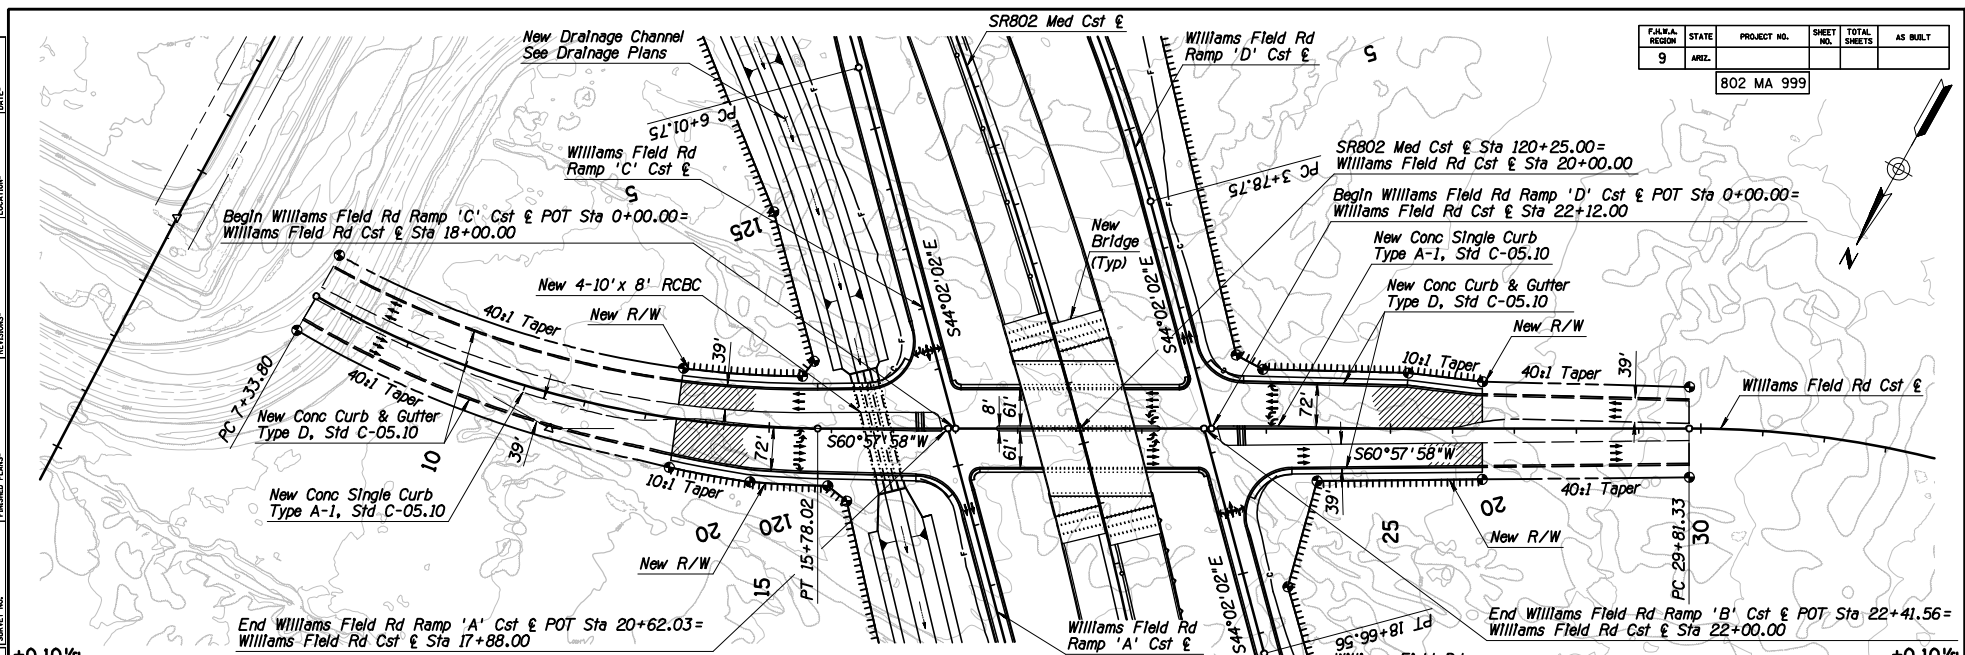 SR802 Med Cst ℄
New Drainage Channel
See Drainage Plans
Williams Field Rd
Ramp 'D' Cst ℄
5
F.H.W.A. REGION
STATE
PROJECT NO.
SHEET NO.
TOTAL SHEETS
AS BUILT
9
ARIZ.
802 MA 999
PC 6+01.75
Williams Field Rd
Ramp 'C' Cst ℄
5
PC 3+78.75
SR802 Med Cst ℄ Sta 120+25.00=
Williams Field Rd Cst ℄ Sta 20+00.00
Begin Williams Field Rd Ramp 'D' Cst ℄ POT Sta 0+00.00=
Williams Field Rd Cst ℄ Sta 22+12.00
Begin Williams Field Rd Ramp 'C' Cst ℄ POT Sta 0+00.00=
Williams Field Rd Cst ℄ Sta 18+00.00
125
New
Bridge
(Typ)
New Conc Single Curb
Type A-1, Std C-05.10
S44°02'02"E
S44°02'02"E
New 4-10'x 8' RCBC
New Conc Curb & Gutter
Type D, Std C-05.10
N
40:1 Taper
New R/W
New R/W
39'
10:1 Taper
40:1 Taper
39'
Williams Field Rd Cst ℄
PC 7+33.80
40:1 Taper
8'
61'
72'
New Conc Curb & Gutter
Type D, Std C-05.10
10
39'
72'
S60°57'58"W
61'
S60°57'58"W
10:1 Taper
39'
40:1 Taper
New Conc Single Curb
Type A-1, Std C-05.10
20
120
New R/W
15
PT 15+78.02
25
20
New R/W
PC 29+81.33
30
S44°02'02"E
PT 18+66.56
End Williams Field Rd Ramp 'A' Cst ℄ POT Sta 20+62.03=
Williams Field Rd Cst ℄ Sta 17+88.00
Williams Field Rd
Ramp 'A' Cst ℄
End Williams Field Rd Ramp 'B' Cst ℄ POT Sta 22+41.56=
Williams Field Rd Cst ℄ Sta 22+00.00